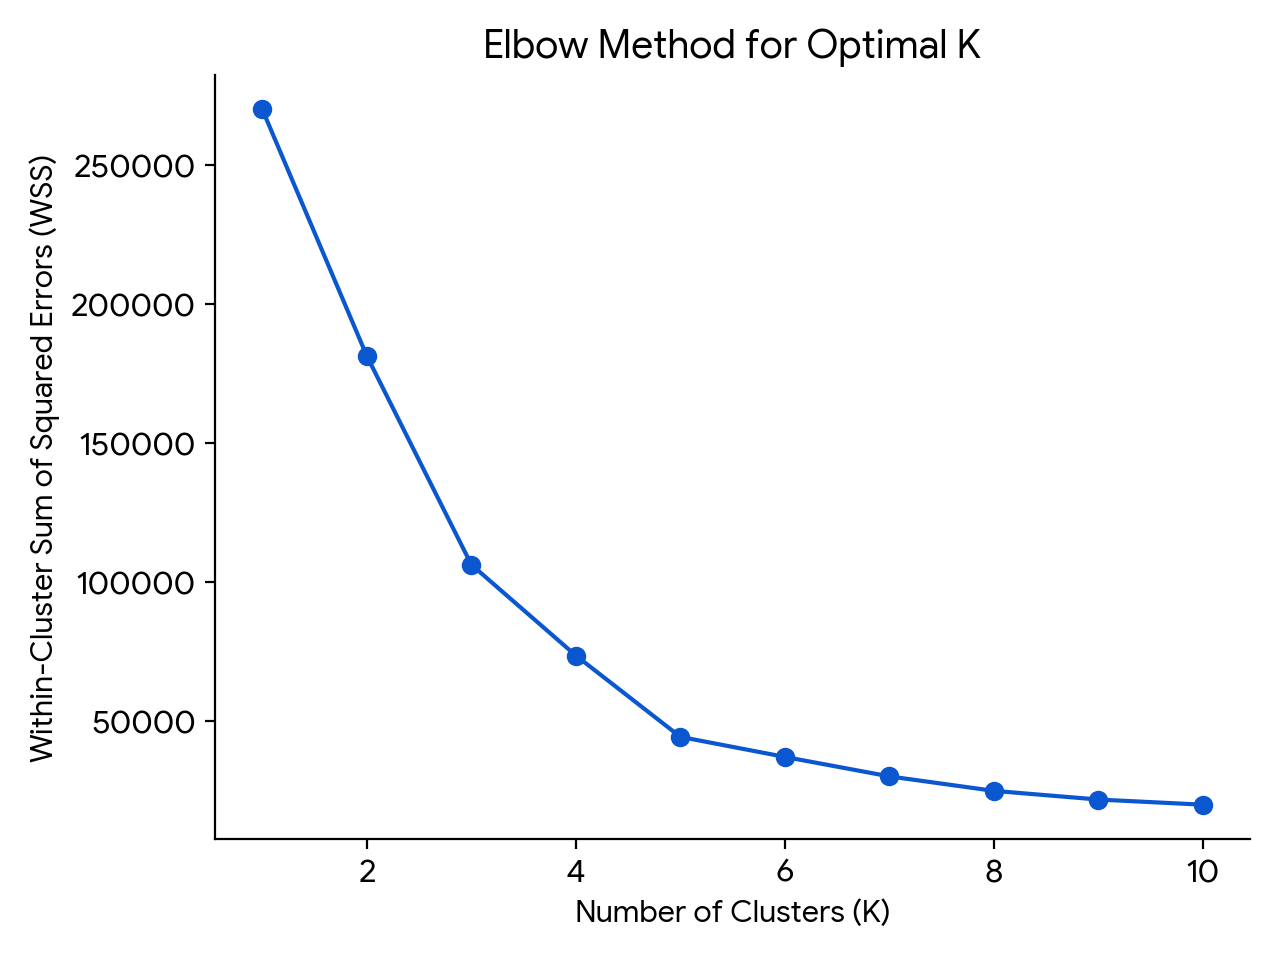 Elbow Method for Optimal K
Within-Cluster Sum of Squared Errors (WSS)
250000
200000
150000
100000
50000
2 4 6 8 10
Number of Clusters (K)